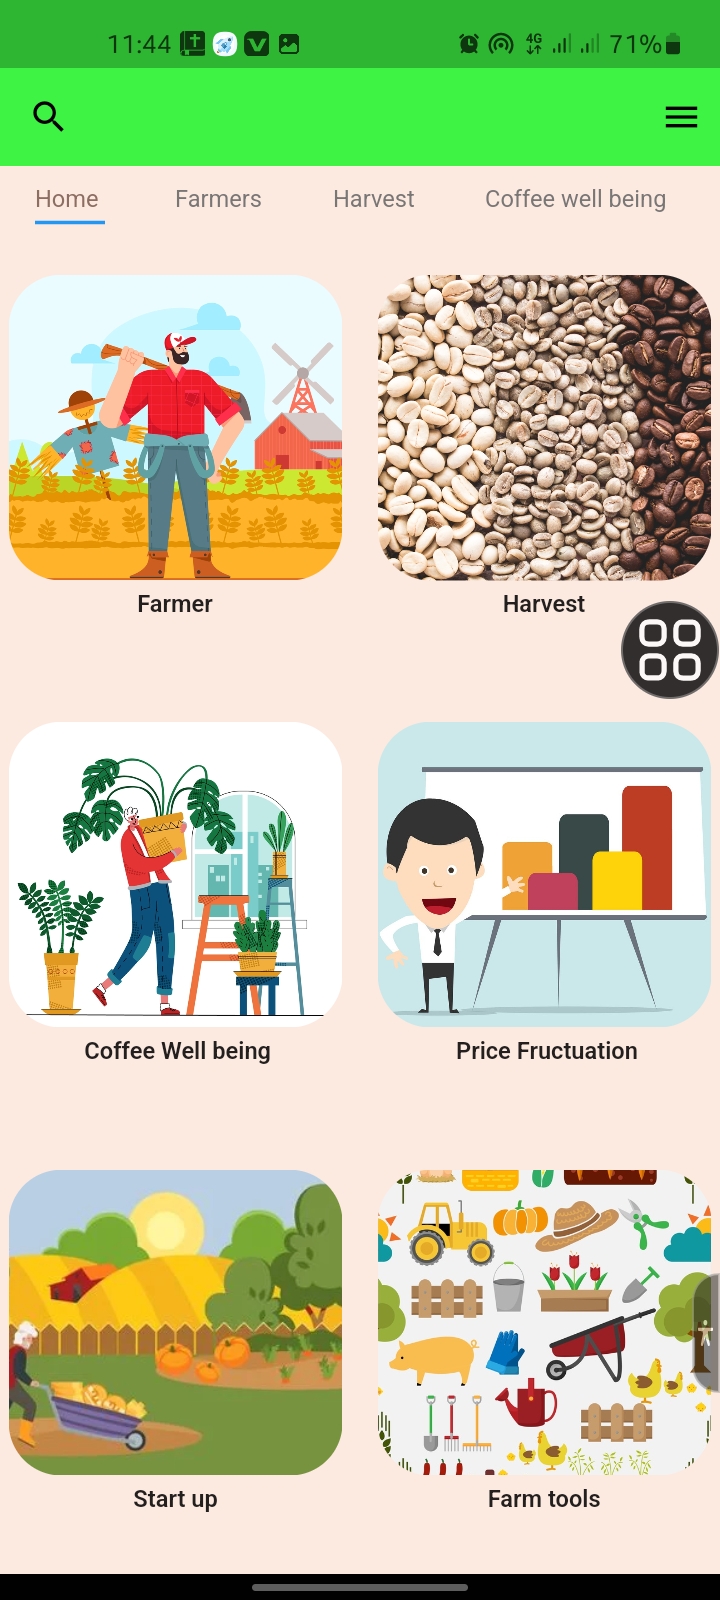 11:44 4G 71%
Home Farmers Harvest Coffee well being
Farmer Harvest
Coffee Well being Price Fructuation
Start up Farm tools